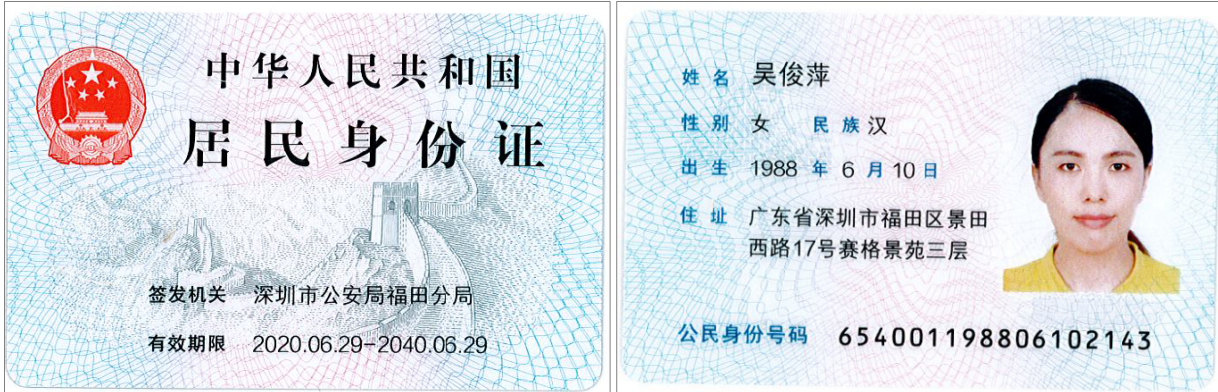 中华人民共和国
居民身份证
签发机关 深圳市公安局福田分局
有效期限 2020.06.29-2040.06.29
姓名 吴俊萍
性别 女 民族 汉
出生 1988 年 6 月 10 日
住址 广东省深圳市福田区景田
西路17号赛格景苑三层
公民身份号码 654001198806102143